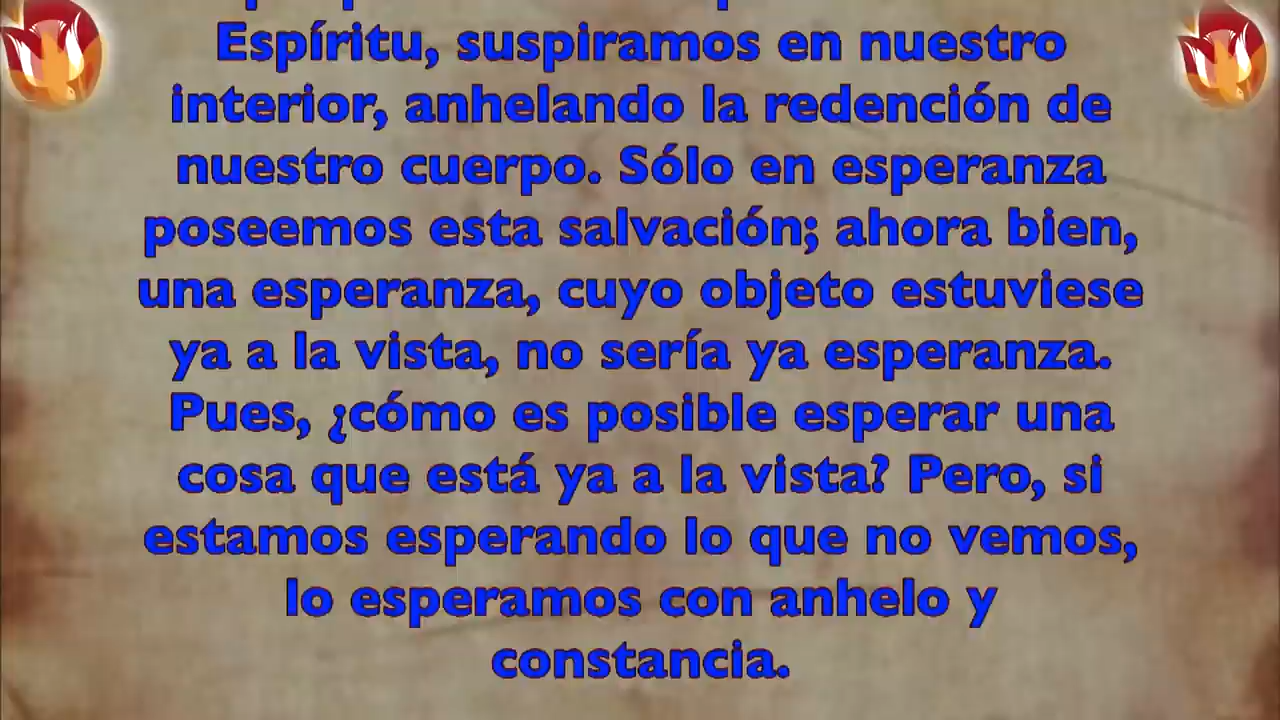 Espíritu, suspiramos en nuestro
interior, anhelando la redención de
nuestro cuerpo. Sólo en esperanza
poseemos esta salvación; ahora bien,
una esperanza, cuyo objeto estuviese
ya a la vista, no sería ya esperanza.
Pues, ¿cómo es posible esperar una
cosa que está ya a la vista? Pero, si
estamos esperando lo que no vemos,
lo esperamos con anhelo y
constancia.